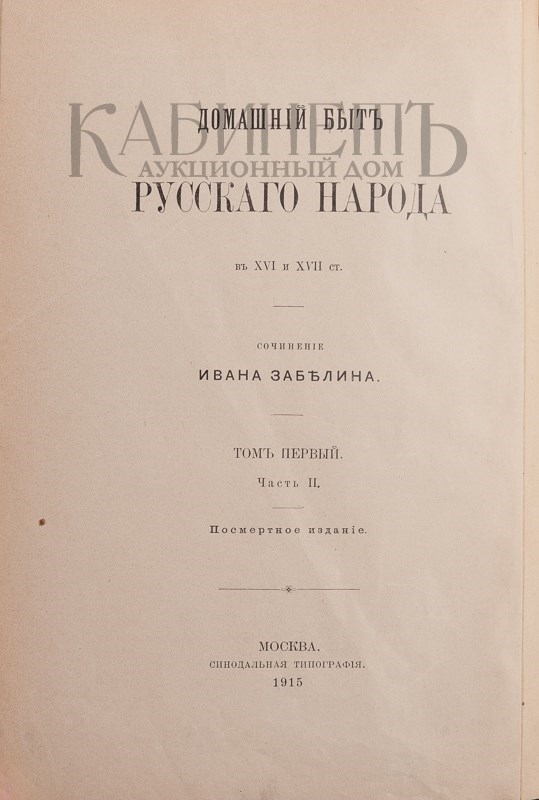 ДОМАШНІЙ БЫТЪ
КАБИНЕТЪ
АУКЦИОННЫЙ ДОМ
РУССКАГО НАРОДА
въ XVI и XVII ст.
СОЧИНЕНІЕ
ИВАНА ЗАБѢЛИНА.
ТОМЪ ПЕРВЫЙ.
Часть II.
Посмертное изданіе.
МОСКВА.
СИНОДАЛЬНАЯ ТИПОГРАФІЯ.
1915